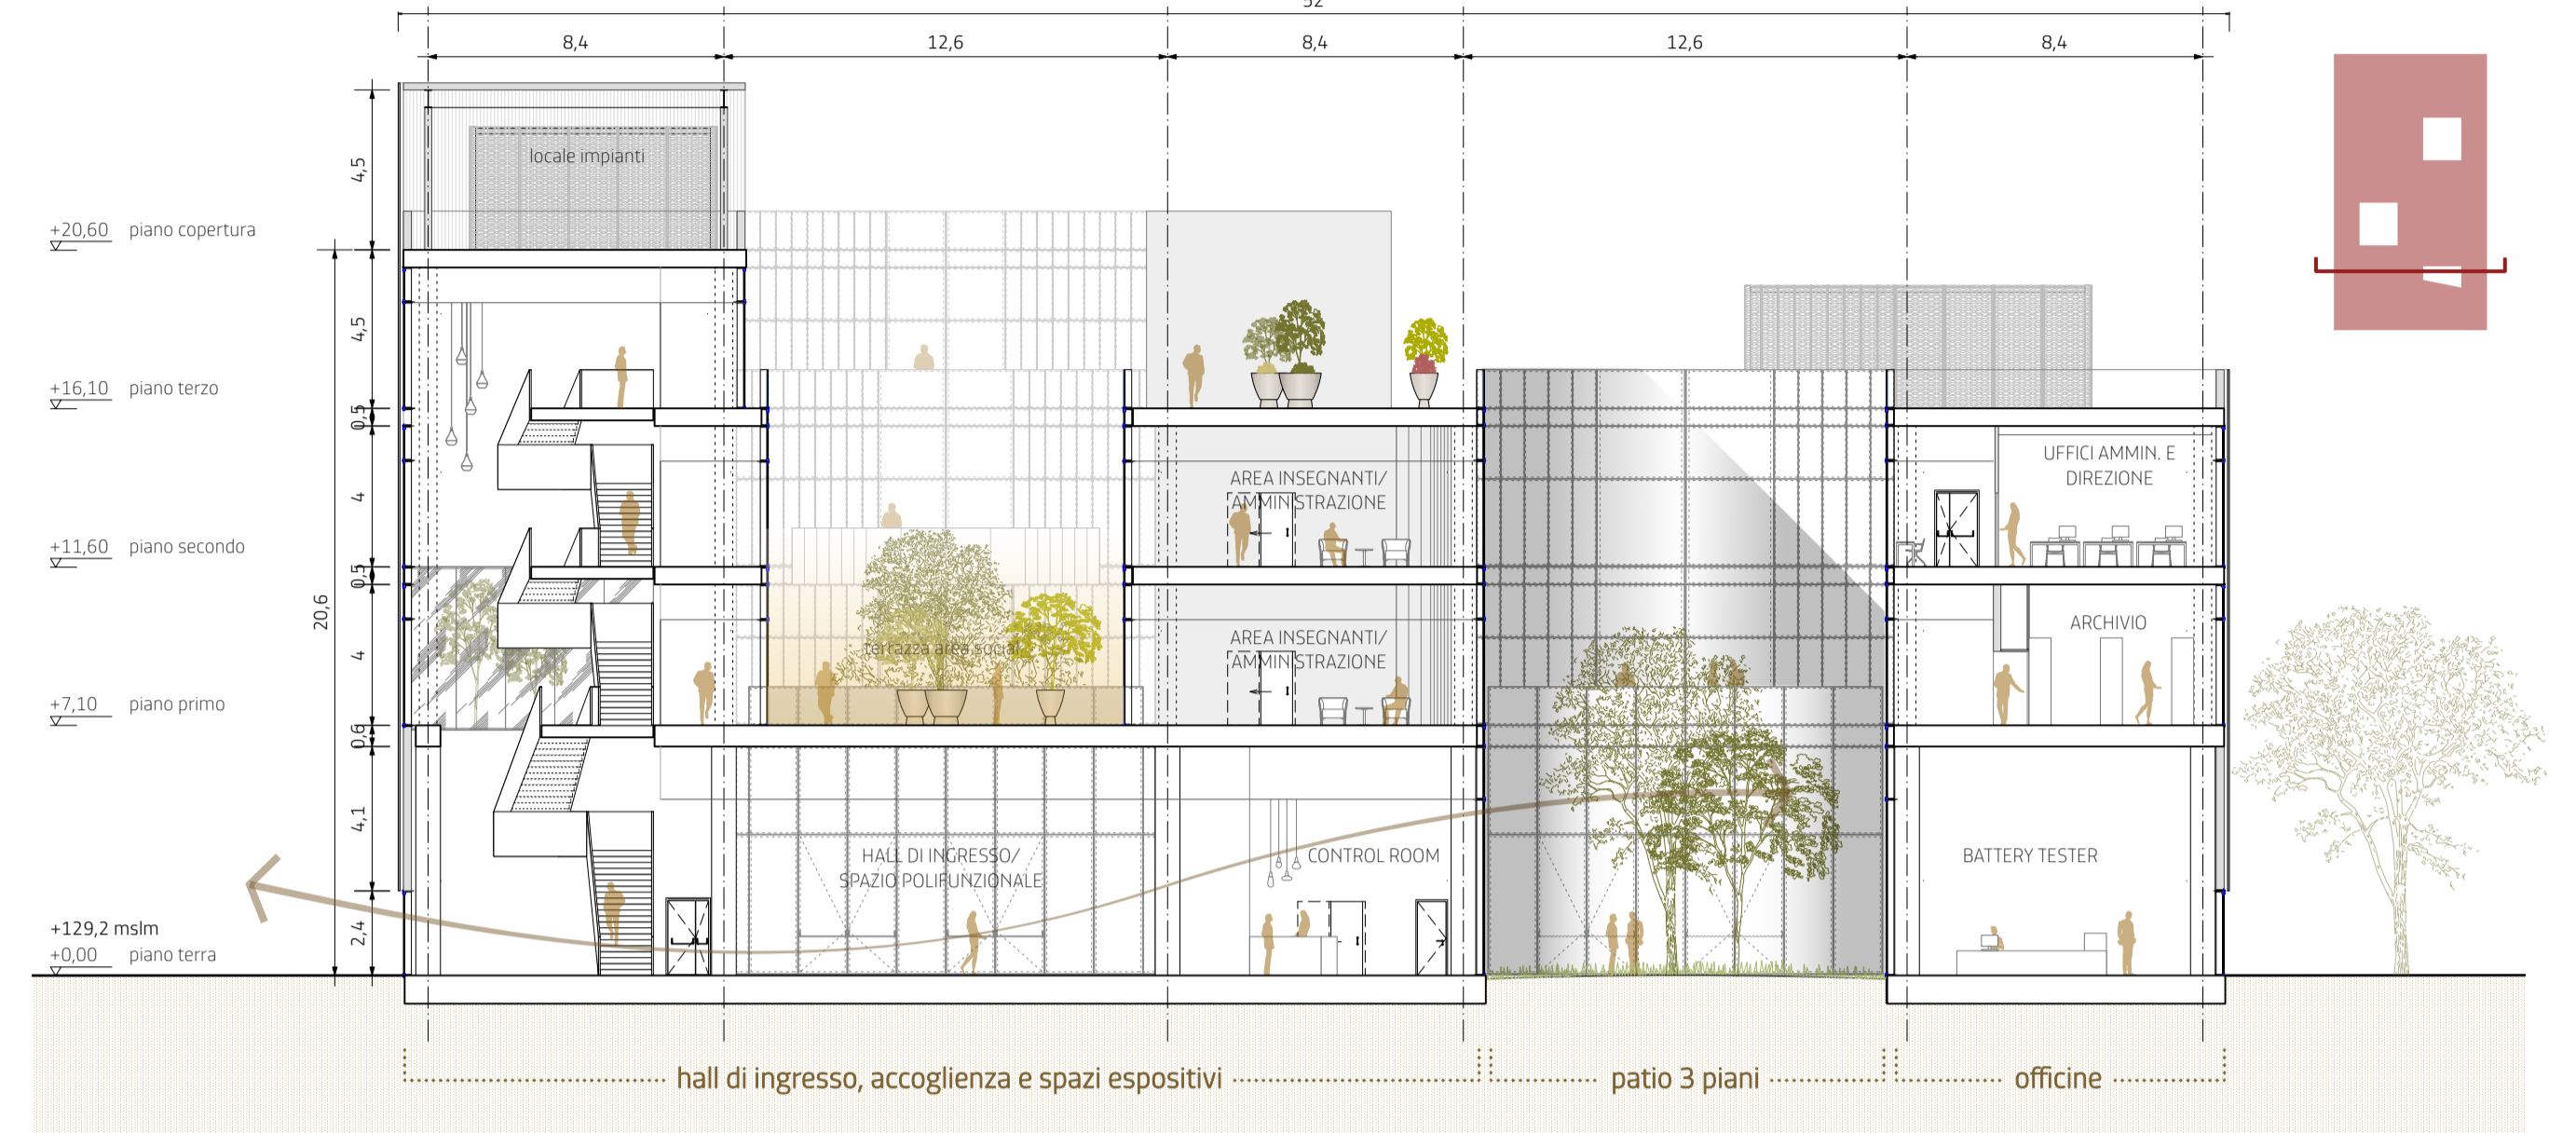 52
8,4
12,6
8,4
12,6
8,4
4,5
locale impianti
+20,60 piano copertura
4,5
+16,10 piano terzo
0,5
4
UFFICI AMMIN. E
DIREZIONE
AREA INSEGNANTI/
AMMINISTRAZIONE
+11,60 piano secondo
0,5
20,6
4
ARCHIVIO
AREA INSEGNANTI/
AMMINISTRAZIONE
terrazza area social
+7,10 piano primo
0,6
4,1
HALL DI INGRESSO/
SPAZIO POLIFUNZIONALE
CONTROL ROOM
BATTERY TESTER
2,4
+129,2 mslm
+0,00 piano terra
hall di ingresso, accoglienza e spazi espositivi
patio 3 piani
officine